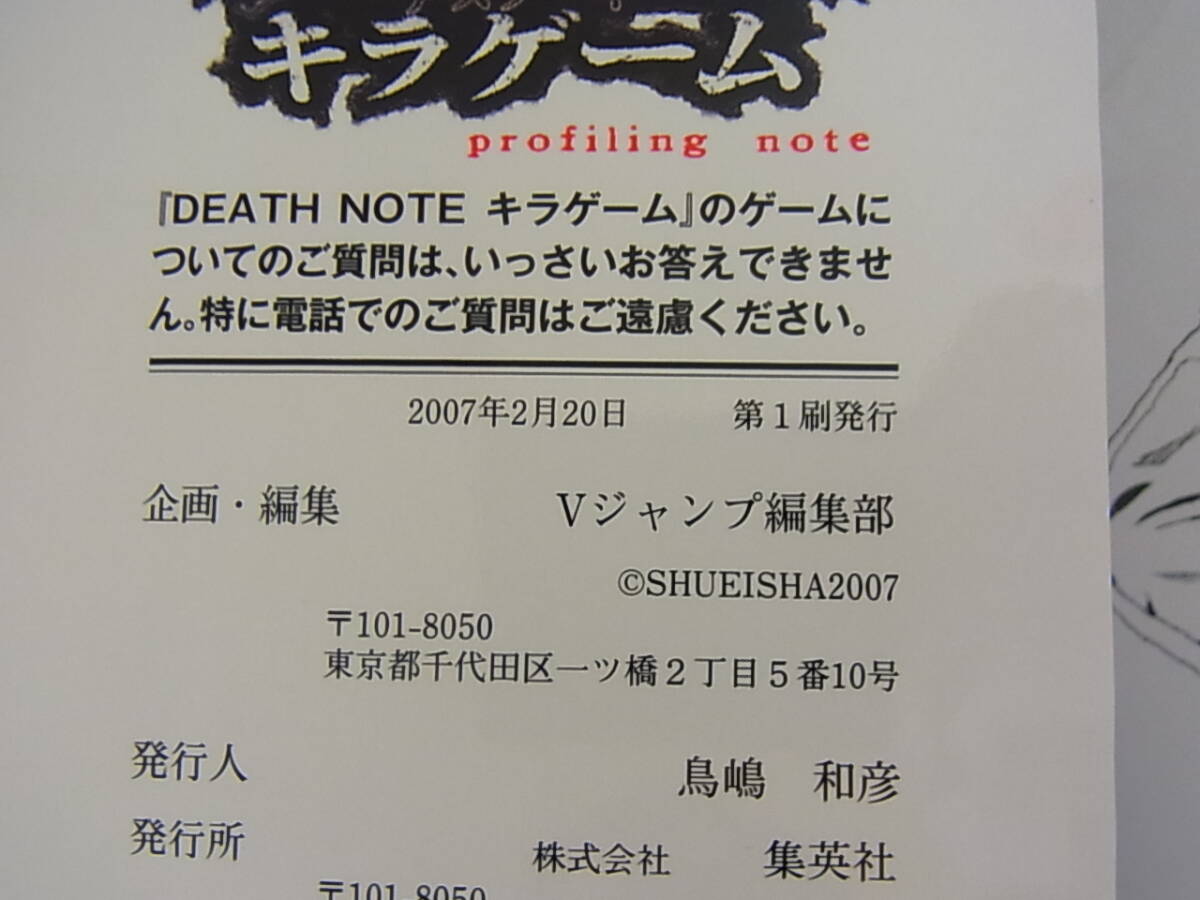 キラゲーム
profiling note
『DEATH NOTE キラゲーム』のゲームに
ついてのご質問は、いっさいお答えできませ
ん。特に電話でのご質問はご遠慮ください。
2007年2月20日 第１刷発行
企画・編集 Vジャンプ編集部
©SHUEISHA2007
〒101-8050
東京都千代田区一ツ橋２丁目５番10号
発行人 鳥嶋 和彦
発行所 株式会社 集英社
〒101-8050